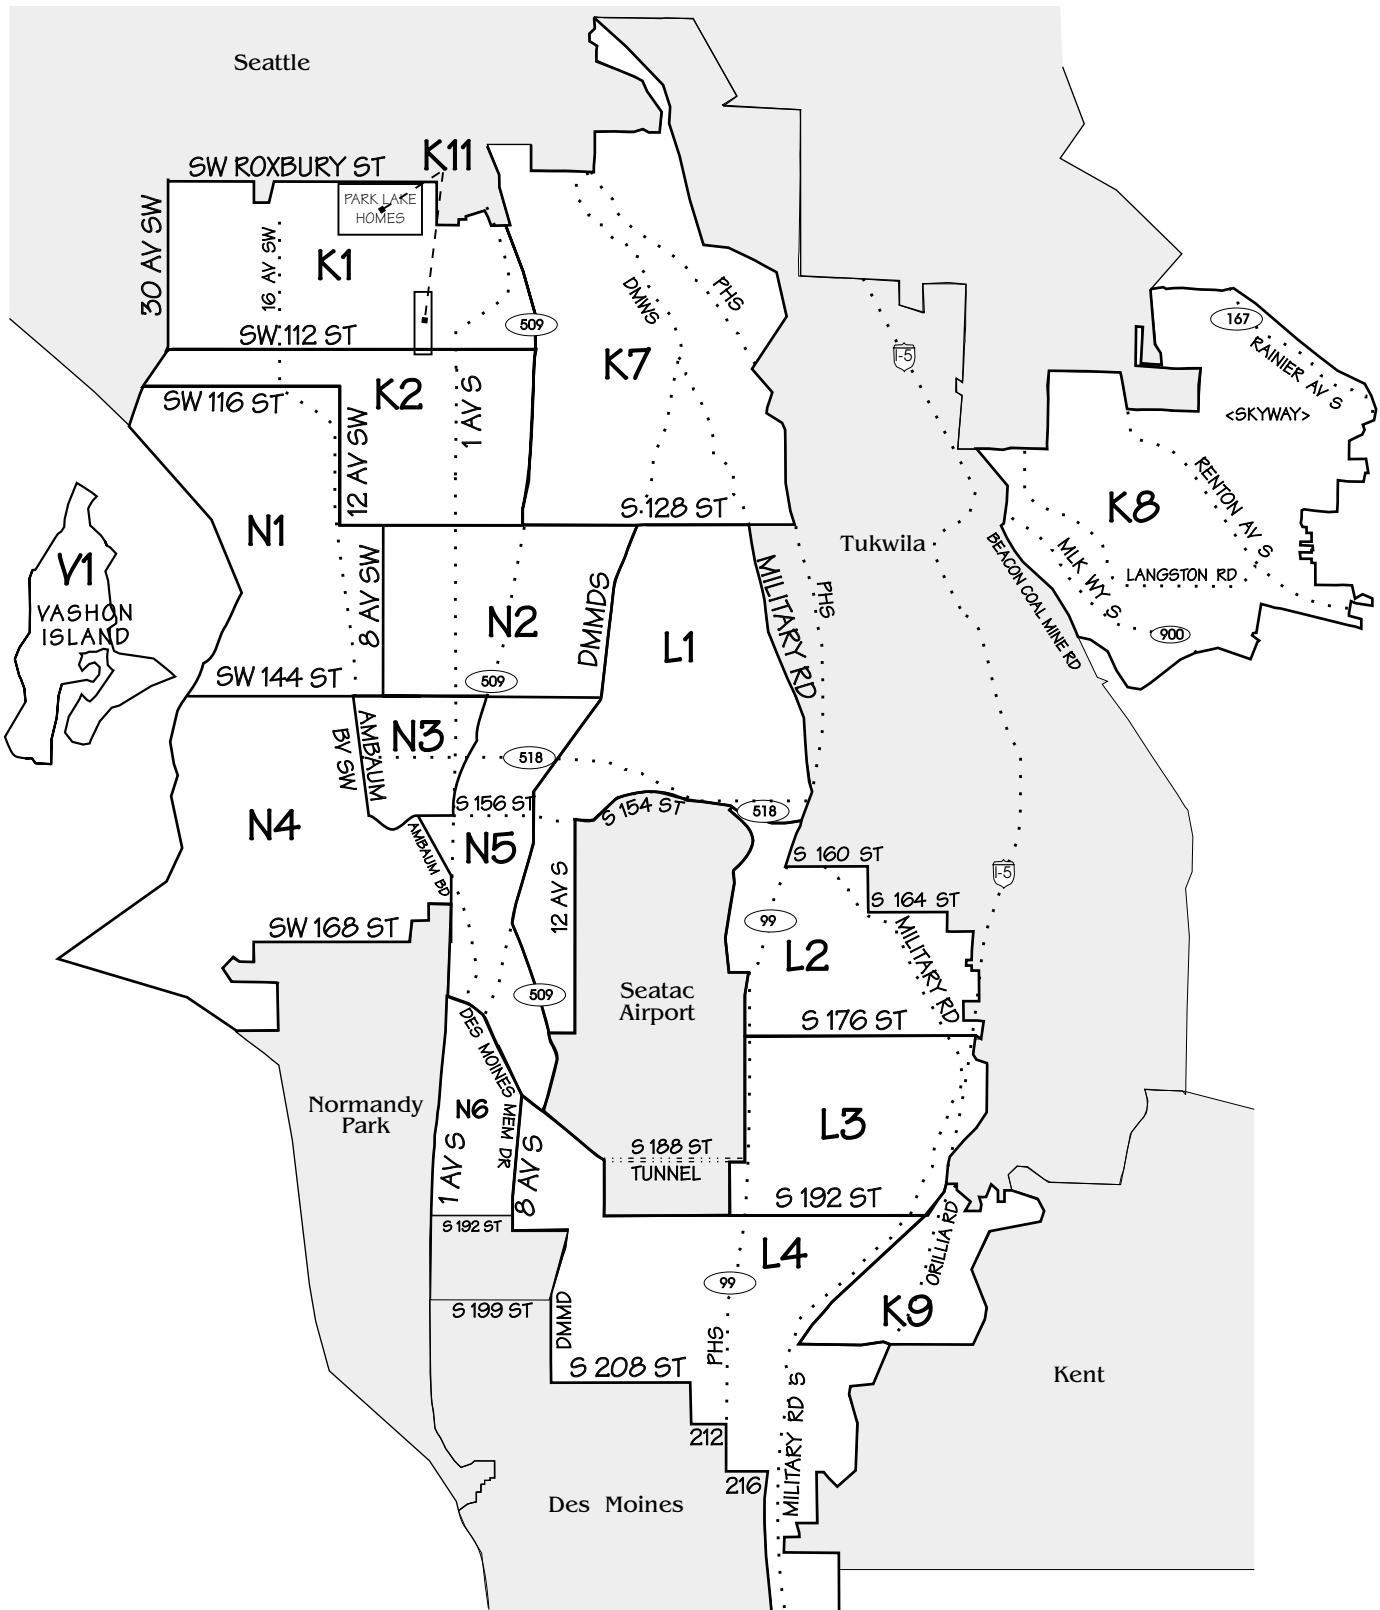 Seattle
K11
SW ROXBURY ST
PARK LAKE
HOMES
30 AV SW
16 AV SW
K1
SW 112 ST
509
DMWS
PHS
K7
I-5
167
RAINIER AV S
<SKYWAY>
SW 116 ST
K2
12 AV SW
1 AV S
S 128 ST
N1
V1
VASHON
ISLAND
8 AV SW
N2
DMMDS
L1
MILITARY RD
PHS
Tukwila
K8
RENTON AV S
MLK WY S
LANGSTON RD
BEACON COAL MINE RD
900
SW 144 ST
509
AMBAUM
BV SW
N3
518
S 156 ST
S 154 ST
518
N4
AMBAUM BD
N5
12 AV S
S 160 ST
I-5
S 164 ST
99
L2
MILITARY RD
SW 168 ST
509
Seatac
Airport
S 176 ST
DES MOINES MEM DR
Normandy
Park
N6
1 AV S
8 AV S
L3
S 188 ST
TUNNEL
S 192 ST
S 192 ST
L4
ORILLIA RD
99
K9
S 199 ST
DMMD
PHS
S 208 ST
Kent
212
216
MILITARY RD S
Des Moines